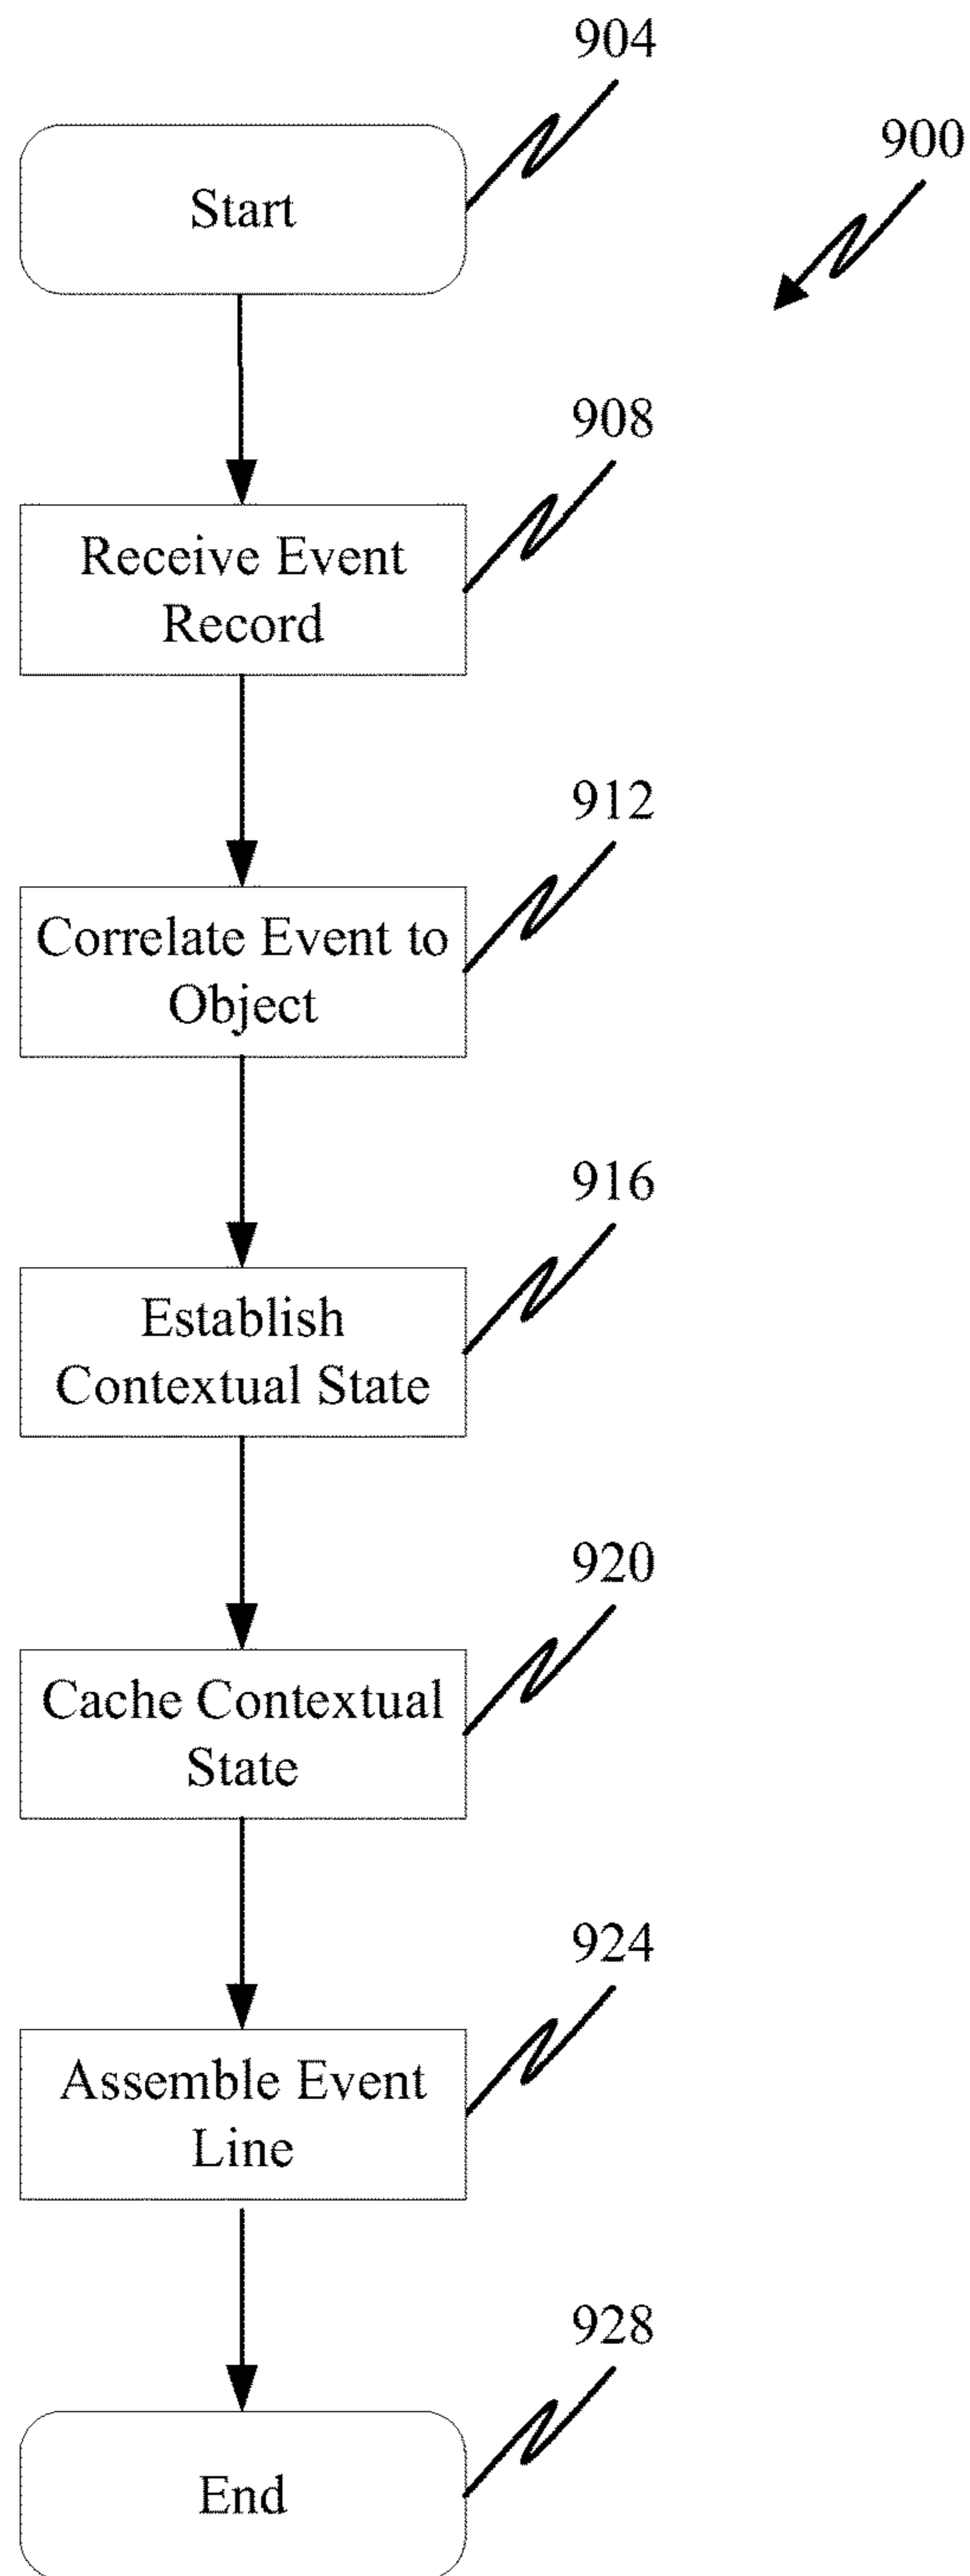 904
900
Start
908
Receive Event
Record
912
Correlate Event to
Object
916
Establish
Contextual State
920
Cache Contextual
State
924
Assemble Event
Line
928
End